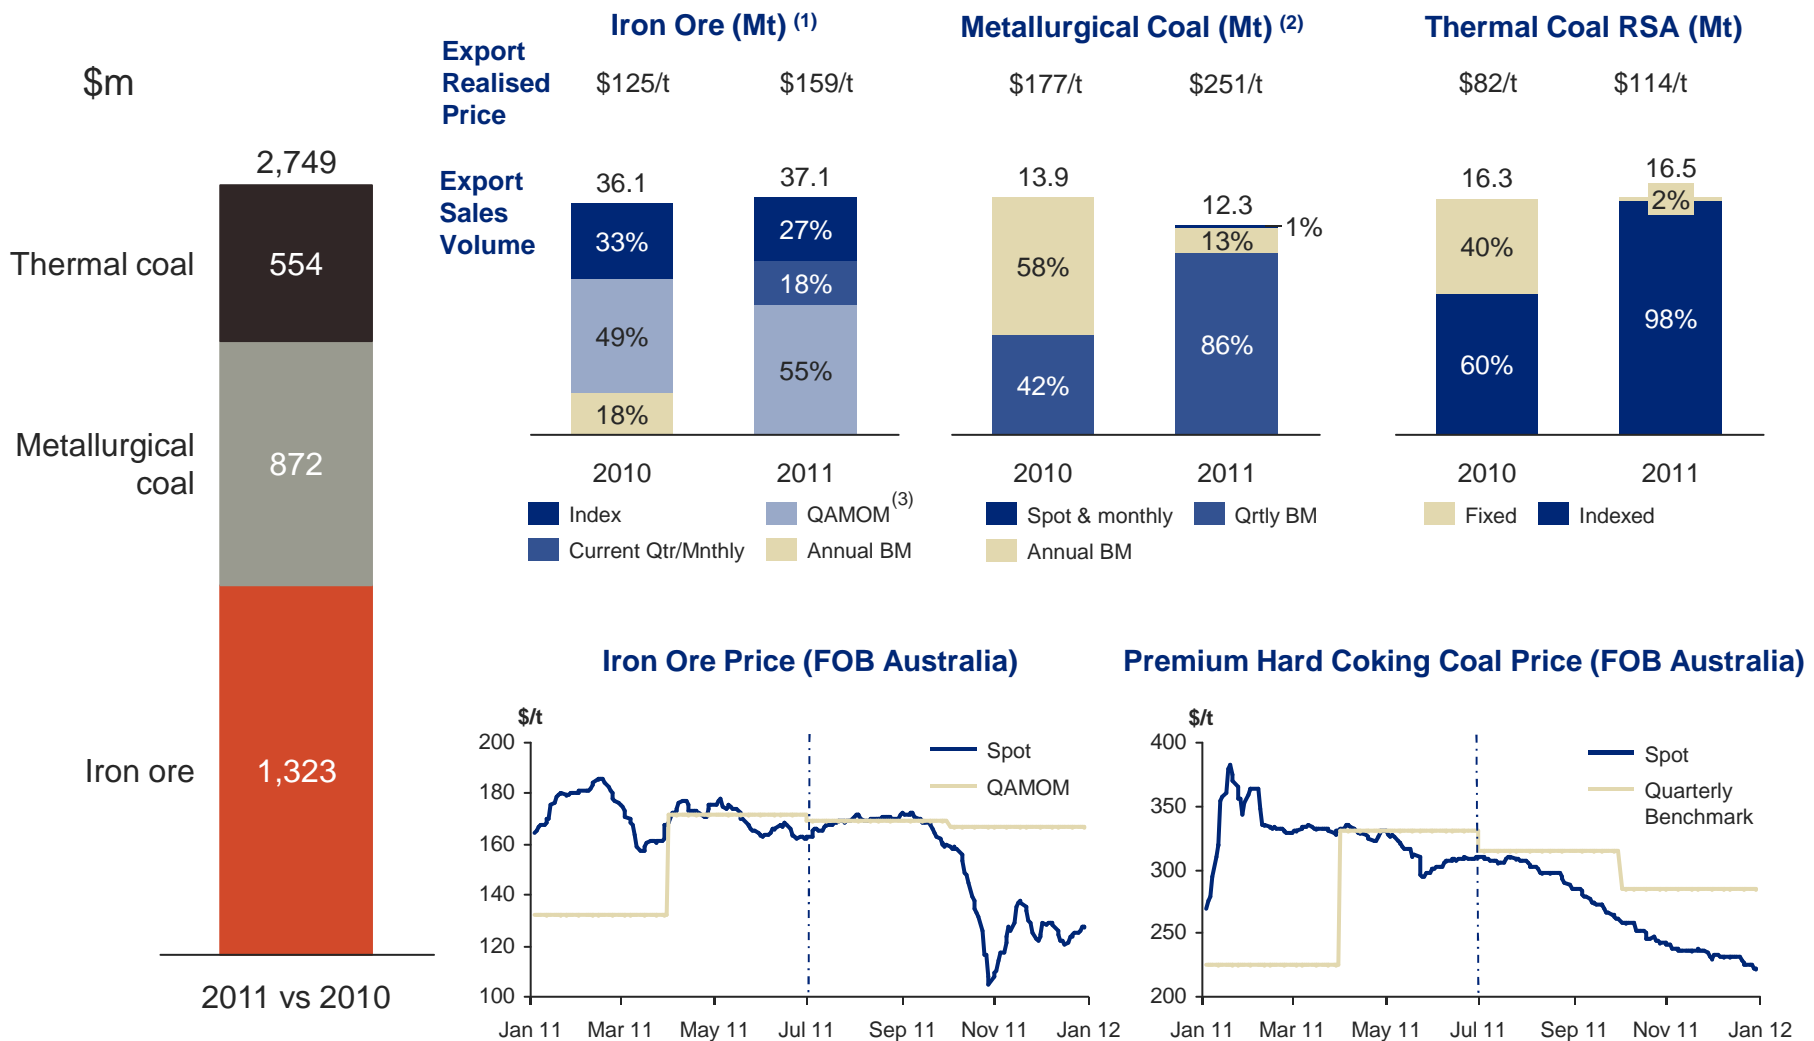 $m
2,749
Thermal coal
554
Metallurgical
coal
872
Iron ore
1,323
2011 vs 2010
Export
Realised
Price
Export
Sales
Volume
Iron Ore (Mt) (1)
$125/t
$159/t
36.1
37.1
33%
27%
18%
49%
55%
18%
2010
2011
Index
QAMOM(3)
Current Qtr/Mnthly
Annual BM
Metallurgical Coal (Mt) (2)
$177/t
$251/t
13.9
12.3
1%
13%
58%
86%
42%
2010
2011
Spot & monthly
Qrtly BM
Annual BM
Thermal Coal RSA (Mt)
$82/t
$114/t
16.3
16.5
2%
40%
98%
60%
2010
2011
Fixed
Indexed
Iron Ore Price (FOB Australia)
$/t
200
180
160
140
120
100
Spot
QAMOM
Jan 11
Mar 11
May 11
Jul 11
Sep 11
Nov 11
Jan 12
Premium Hard Coking Coal Price (FOB Australia)
$/t
400
350
300
250
200
Spot
Quarterly
Benchmark
Jan 11
Mar 11
May 11
Jul 11
Sep 11
Nov 11
Jan 12